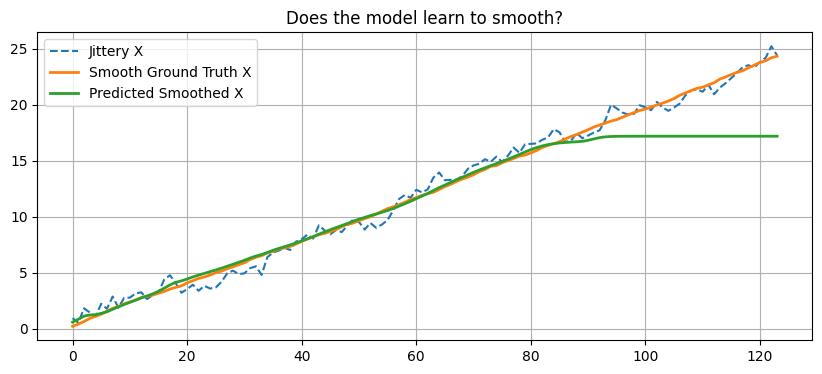 Does the model learn to smooth?
Jittery X
Smooth Ground Truth X
Predicted Smoothed X
25
20
15
10
5
0
0 20 40 60 80 100 120